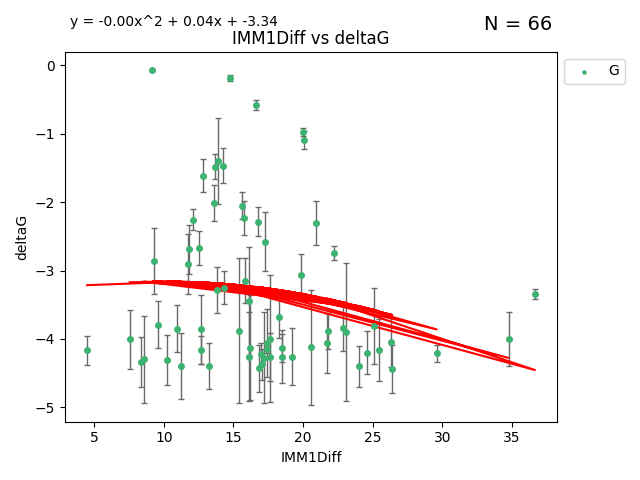 y = -0.00x^2 + 0.04x + -3.34
N = 66
IMM1Diff vs deltaG
G
deltaG
0
−1
−2
−3
−4
−5
5 10 15 20 25 30 35
IMM1Diff